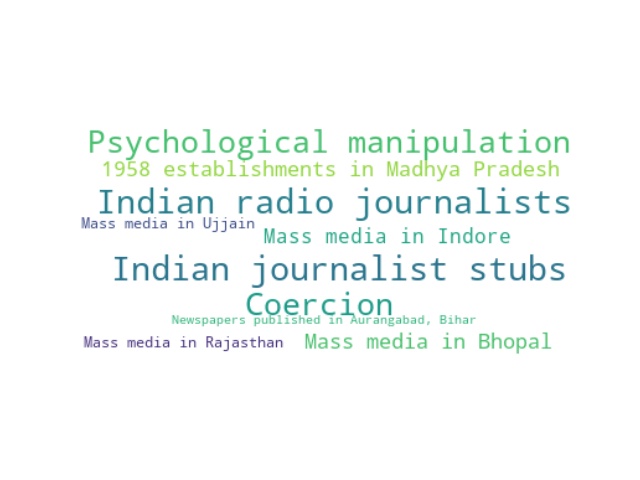 Psychological manipulation
1958 establishments in Madhya Pradesh
Indian radio journalists
Mass media in Ujjain
Mass media in Indore
Indian journalist stubs
Coercion
Newspapers published in Aurangabad, Bihar
Mass media in Rajasthan
Mass media in Bhopal